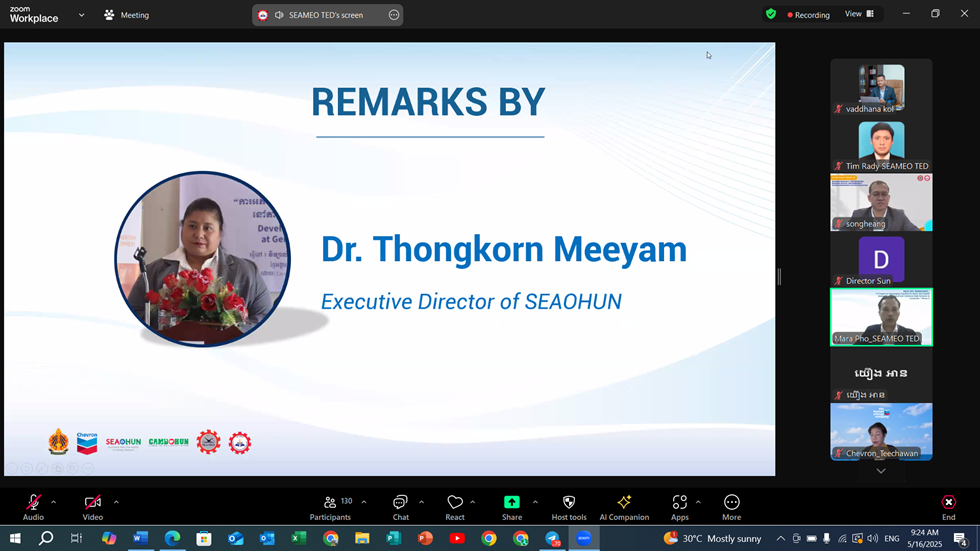 zoom
Workplace
Meeting
SEAMEO TED's screen
Recording
View
REMARKS BY
Dr. Thongkorn Meeyam
Executive Director of SEAOHUN
Chevron
SEAOHUN
CAMBOHUN
vaddhana kol
Tim Rady SEAMEO TED
songheang
D
Director Sun
Mara Pho_SEAMEO TED
យឿង អាន
យឿង អាន
Chevron_Teechawan
Audio
Video
130
Participants
Chat
React
Share
Host tools
AI Companion
Apps
More
End
30°C Mostly sunny
ENG
9:24 AM
5/16/2025
4